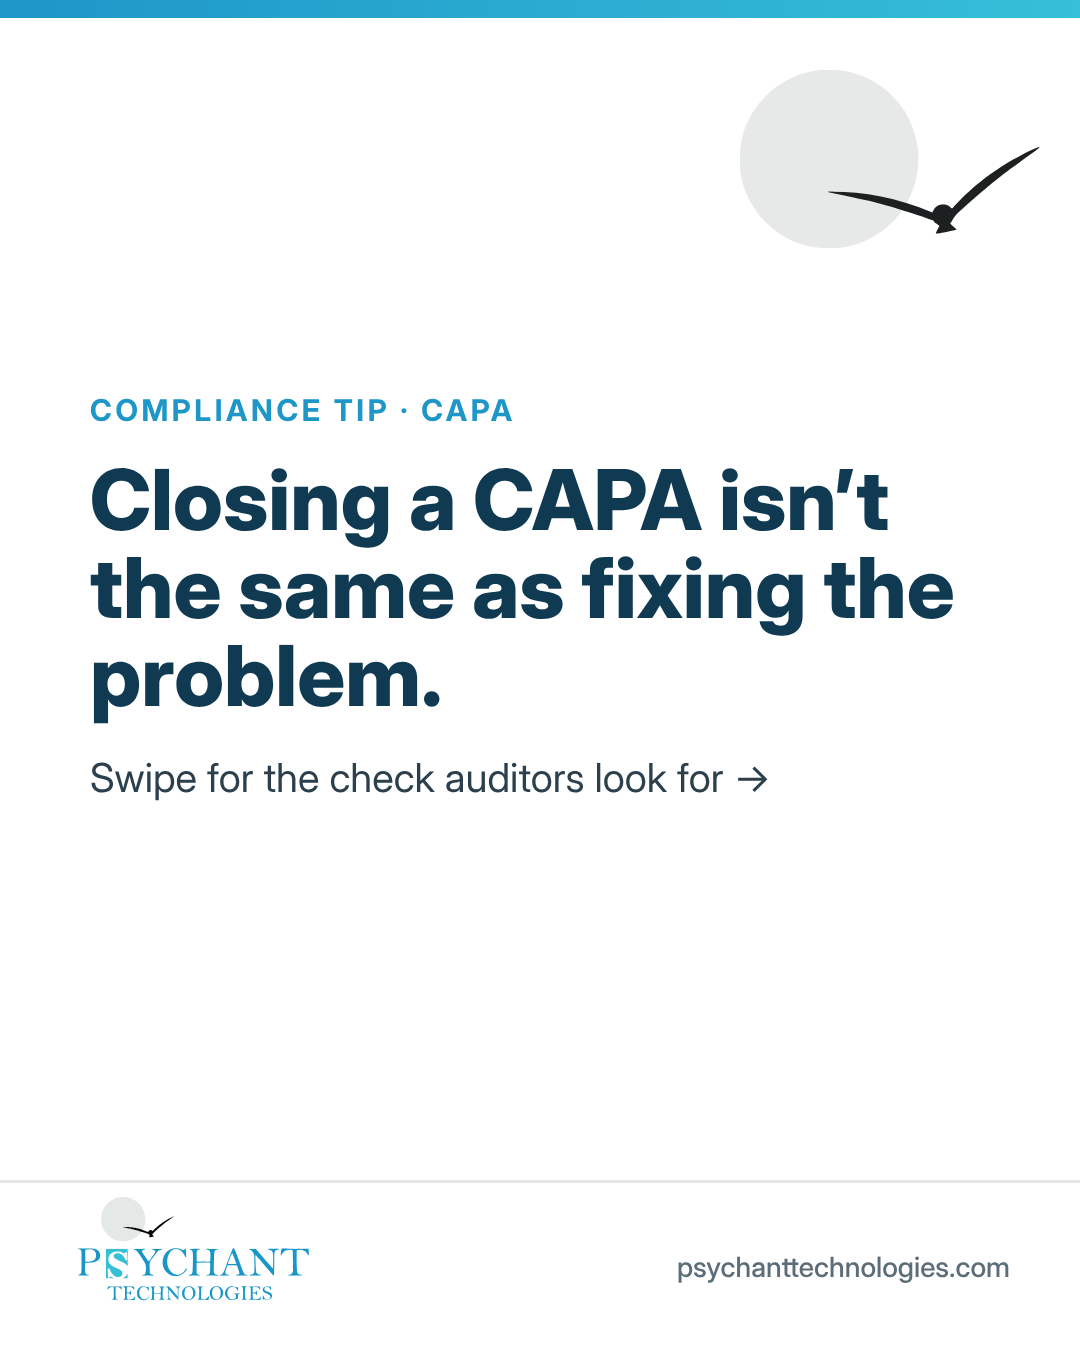 COMPLIANCE TIP · CAPA
Closing a CAPA isn’t
the same as fixing the
problem.
Swipe for the check auditors look for →
PSYCHANT
TECHNOLOGIES
psychanttechnologies.com